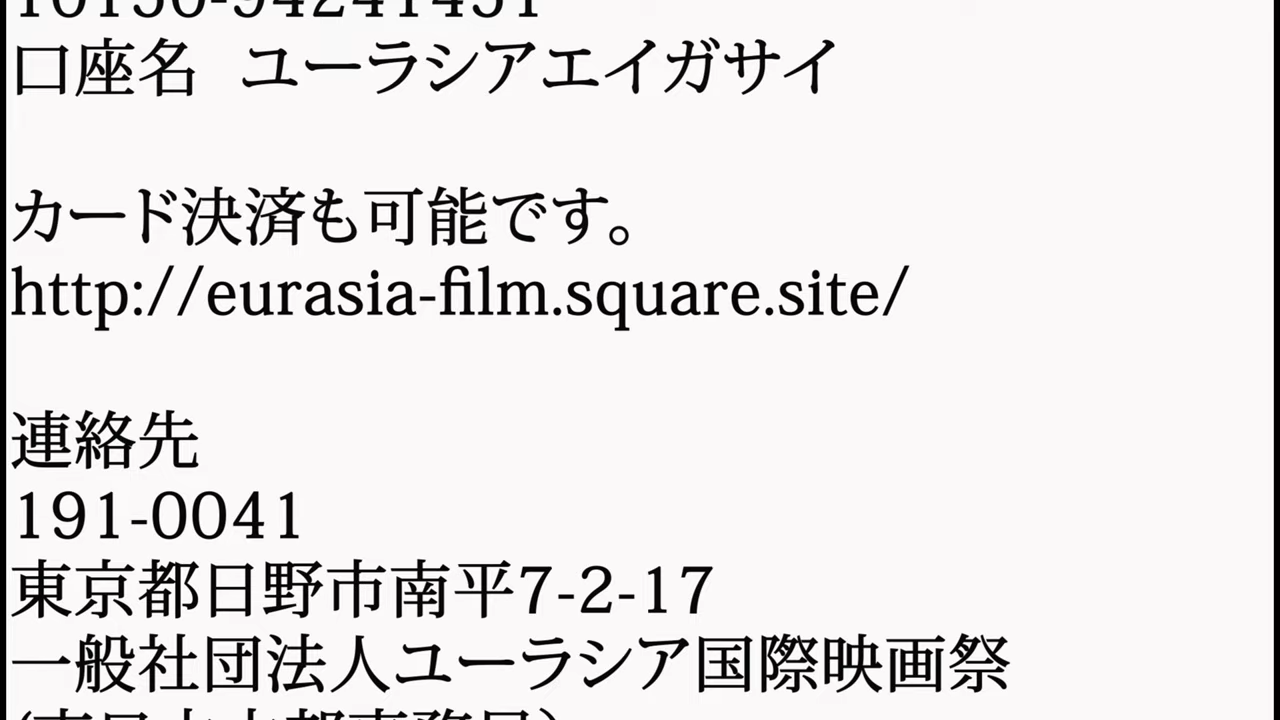 10150-94241451
口座名 ユーラシアエイガサイ
カード決済も可能です。
http://eurasia-film.square.site/
連絡先
191-0041
東京都日野市南平7-2-17
一般社団法人ユーラシア国際映画祭